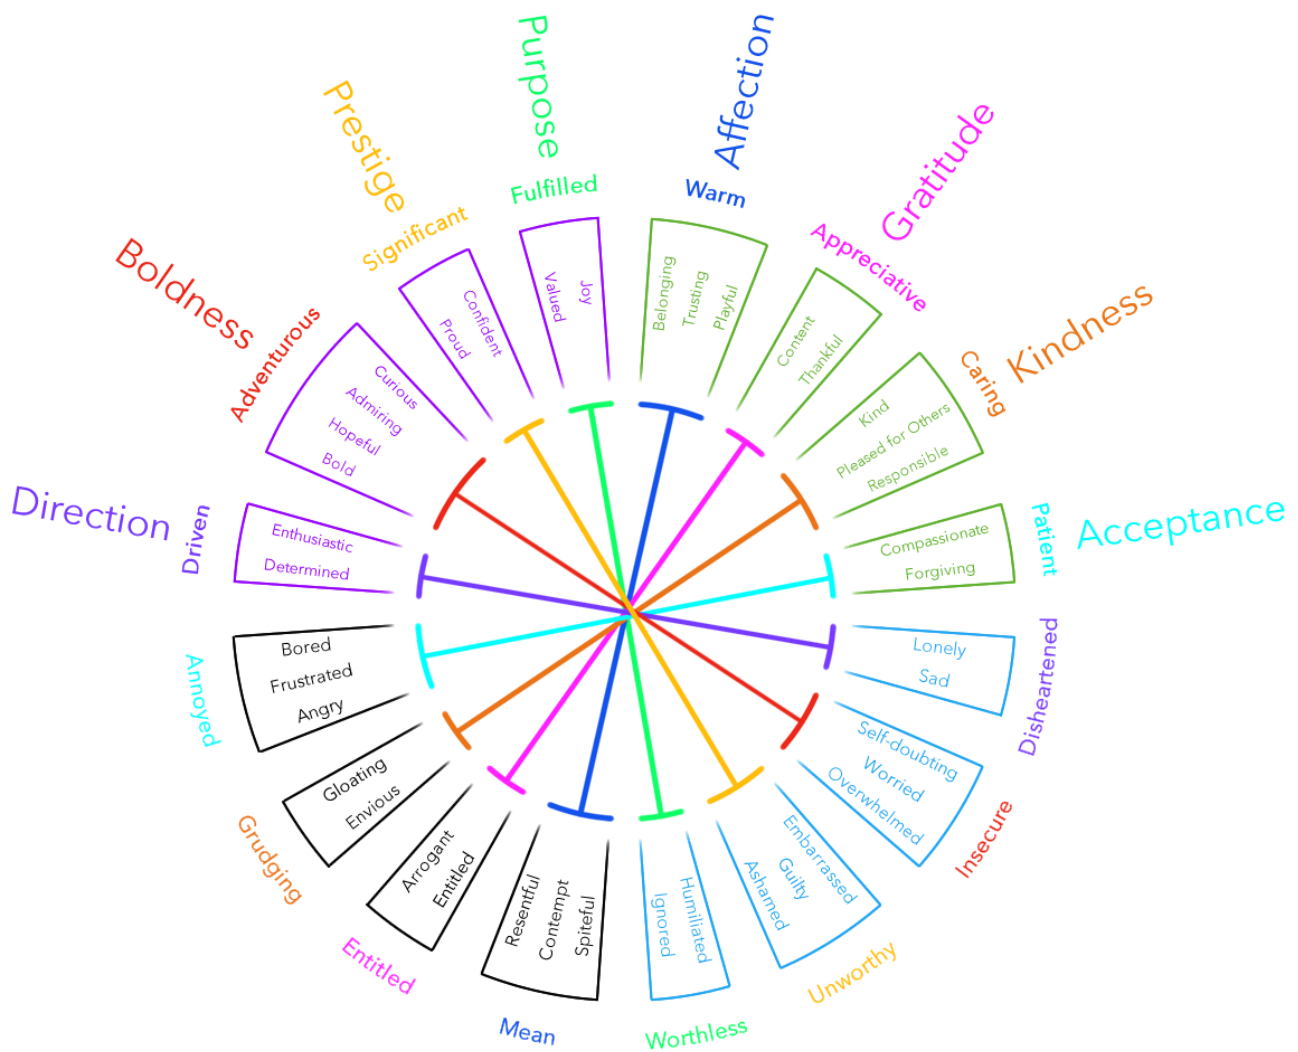 Purpose
Fulfilled
Valued
Joy
Affection
Warm
Belonging
Trusting
Playful
Gratitude
Appreciative
Content
Thankful
Kindness
Caring
Kind
Pleased for Others
Responsible
Acceptance
Patient
Compassionate
Forgiving
Disheartened
Lonely
Sad
Insecure
Self-doubting
Worried
Overwhelmed
Unworthy
Embarrassed
Guilty
Ashamed
Worthless
Humiliated
Ignored
Mean
Resentful
Contempt
Spiteful
Entitled
Arrogant
Entitled
Grudging
Gloating
Envious
Annoyed
Bored
Frustrated
Angry
Direction
Driven
Enthusiastic
Determined
Boldness
Adventurous
Curious
Admiring
Hopeful
Bold
Prestige
Significant
Confident
Proud